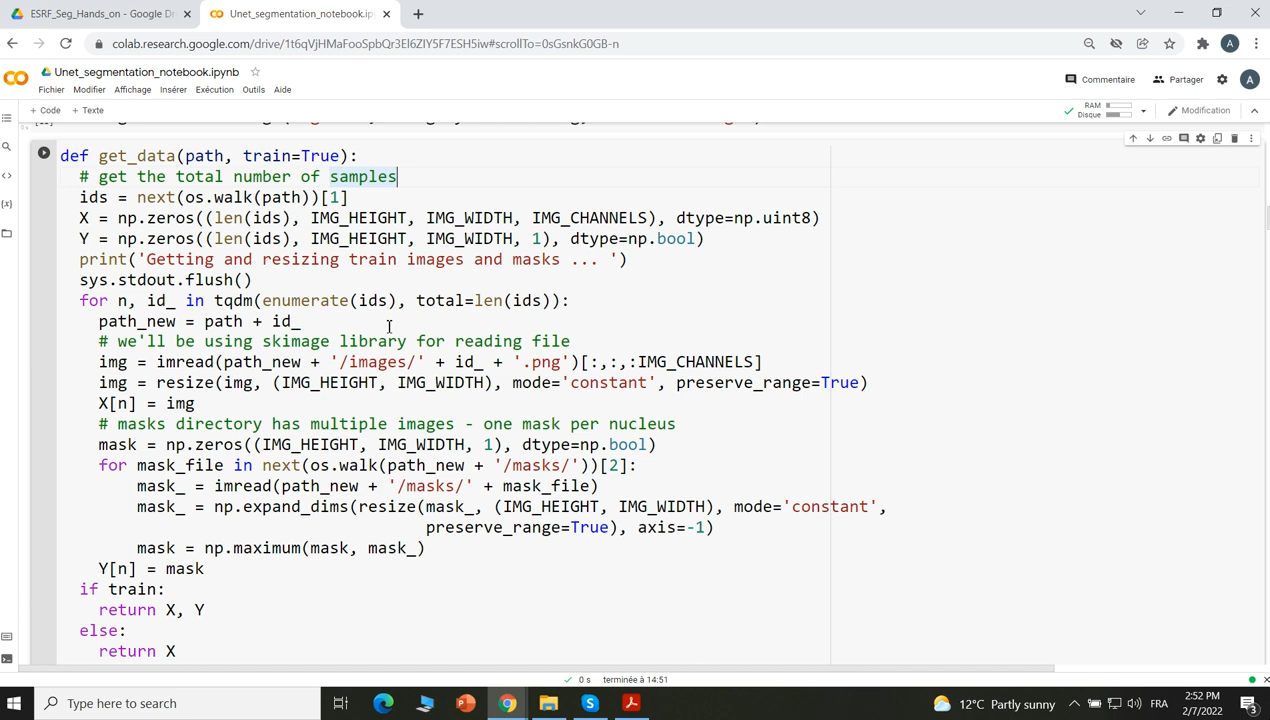 ESRF_Seg_Hands_on - Google Dr
Unet_segmentation_notebook.ipyn
colab.research.google.com/drive/1t6qVjHMaFooSpbQr3El6ZIY5F7ESH5iw#scrollTo=0sGsnkG0GB-n
A
Unet_segmentation_notebook.ipynb
Commentaire
Partager
A
Fichier Modifier Affichage Insérer Exécution Outils Aide
+ Code + Texte
RAM
Disque
Modification
def get_data(path, train=True):
# get the total number of samples
ids = next(os.walk(path))[1]
X = np.zeros((len(ids), IMG_HEIGHT, IMG_WIDTH, IMG_CHANNELS), dtype=np.uint8)
Y = np.zeros((len(ids), IMG_HEIGHT, IMG_WIDTH, 1), dtype=np.bool)
print('Getting and resizing train images and masks ... ')
sys.stdout.flush()
for n, id_ in tqdm(enumerate(ids), total=len(ids)):
path_new = path + id_
# we'll be using skimage library for reading file
img = imread(path_new + '/images/' + id_ + '.png')[:,:,:IMG_CHANNELS]
img = resize(img, (IMG_HEIGHT, IMG_WIDTH), mode='constant', preserve_range=True)
X[n] = img
# masks directory has multiple images - one mask per nucleus
mask = np.zeros((IMG_HEIGHT, IMG_WIDTH, 1), dtype=np.bool)
for mask_file in next(os.walk(path_new + '/masks/'))[2]:
mask_ = imread(path_new + '/masks/' + mask_file)
mask_ = np.expand_dims(resize(mask_, (IMG_HEIGHT, IMG_WIDTH), mode='constant',
preserve_range=True), axis=-1)
mask = np.maximum(mask, mask_)
Y[n] = mask
if train:
return X, Y
else:
return X
0 s terminée à 14:51
Type here to search
12°C Partly sunny
FRA
2:52 PM
2/7/2022
3